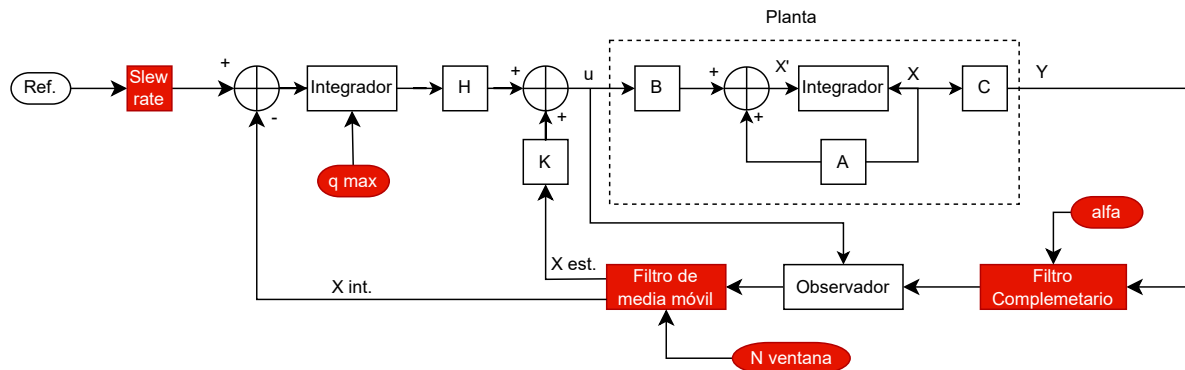 Planta
Ref.
Slew
rate
+
-
Integrador
H
+
+
u
B
+
+
X'
Integrador
X
C
Y
K
A
q max
alfa
X est.
X int.
Filtro de
media móvil
Observador
Filtro
Complemetario
N ventana